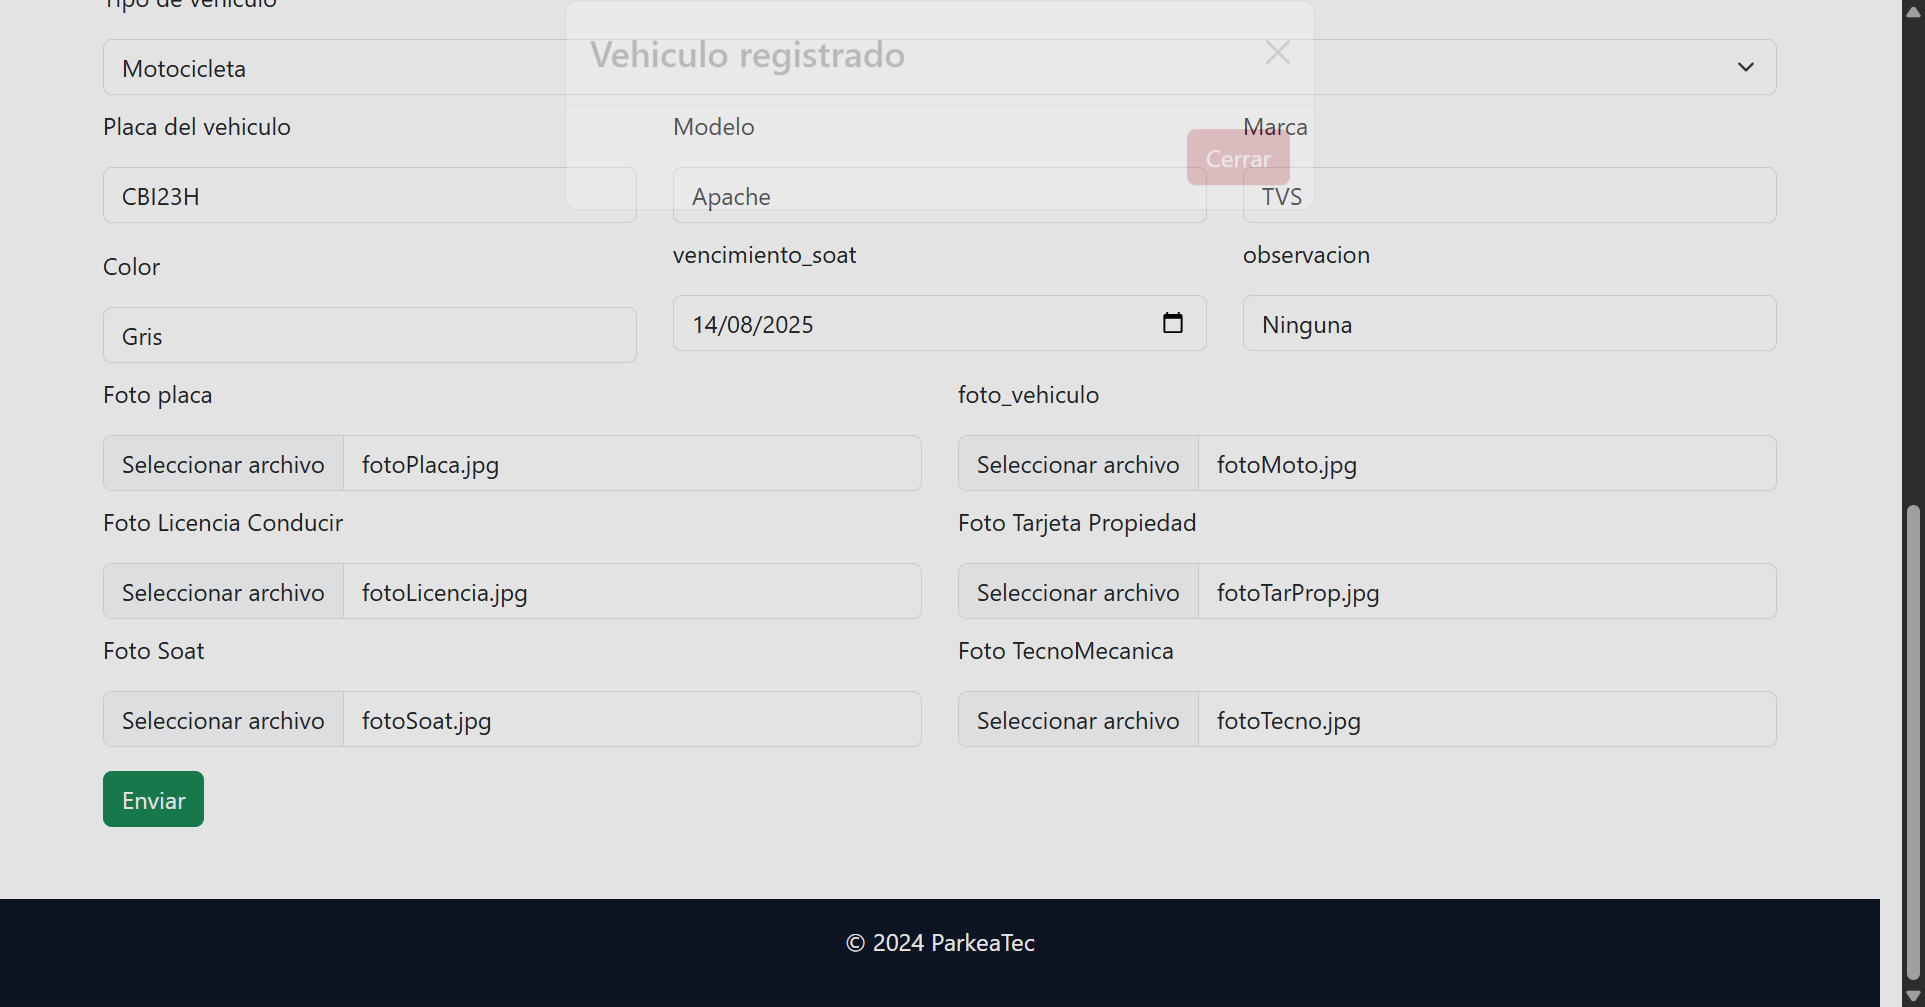 Tipo de vehiculo
Vehiculo registrado
Motocicleta
Placa del vehiculo
Modelo
Marca
Cerrar
CBI23H
Apache
TVS
Color
vencimiento_soat
observacion
Gris
14/08/2025
Ninguna
Foto placa
foto_vehiculo
Seleccionar archivo fotoPlaca.jpg
Seleccionar archivo fotoMoto.jpg
Foto Licencia Conducir
Foto Tarjeta Propiedad
Seleccionar archivo fotoLicencia.jpg
Seleccionar archivo fotoTarProp.jpg
Foto Soat
Foto TecnoMecanica
Seleccionar archivo fotoSoat.jpg
Seleccionar archivo fotoTecno.jpg
Enviar
© 2024 ParkeaTec